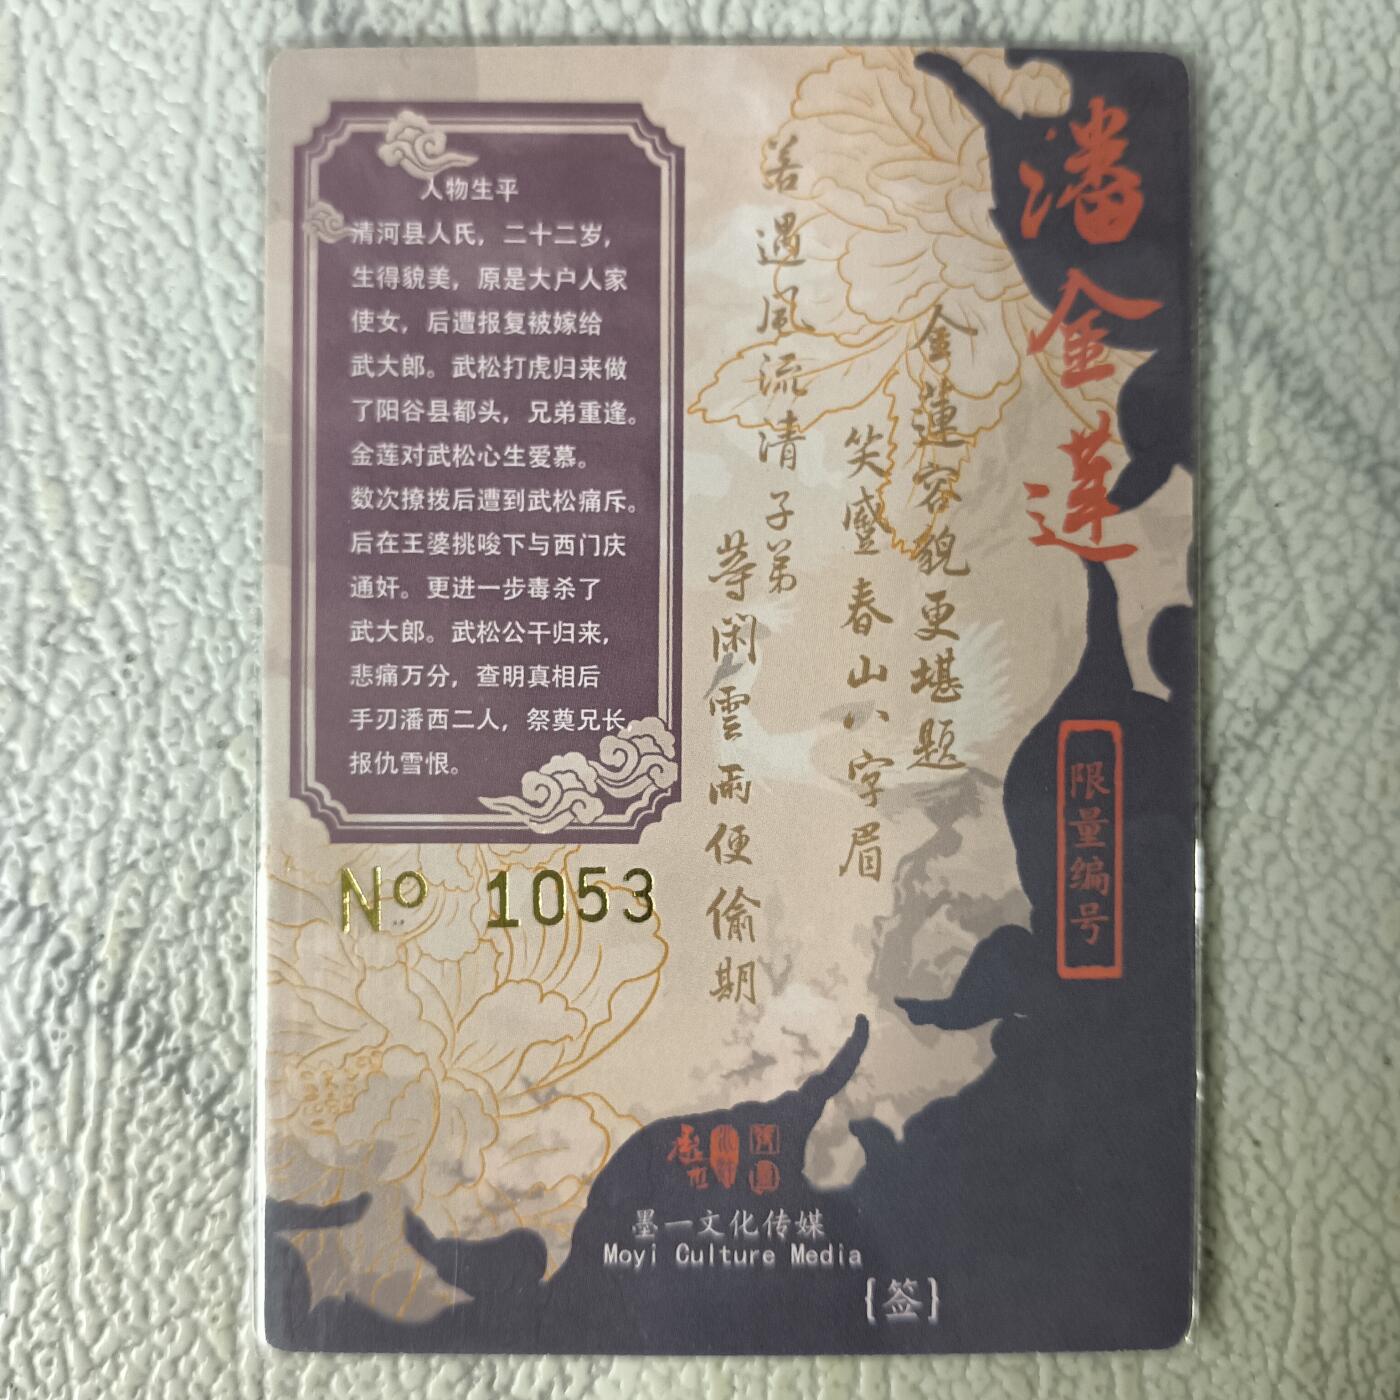 潘金莲
限量编号
金蓮容貌更堪题
笑蹙春山八字眉
若遇风流清子弟
等闲雲雨便偷期
人物生平
清河县人氏，二十二岁，
生得貌美，原是大户人家
使女，后遭报复被嫁给
武大郎。武松打虎归来做
了阳谷县都头，兄弟重逢。
金莲对武松心生爱慕。
数次撩拨后遭到武松痛斥。
后在王婆挑唆下与西门庆
通奸。更进一步毒杀了
武大郎。武松公干归来，
悲痛万分，查明真相后
手刃潘西二人，祭奠兄长，
报仇雪恨。
Nº 1053
墨一文化传媒
Moyi Culture Media
{签}